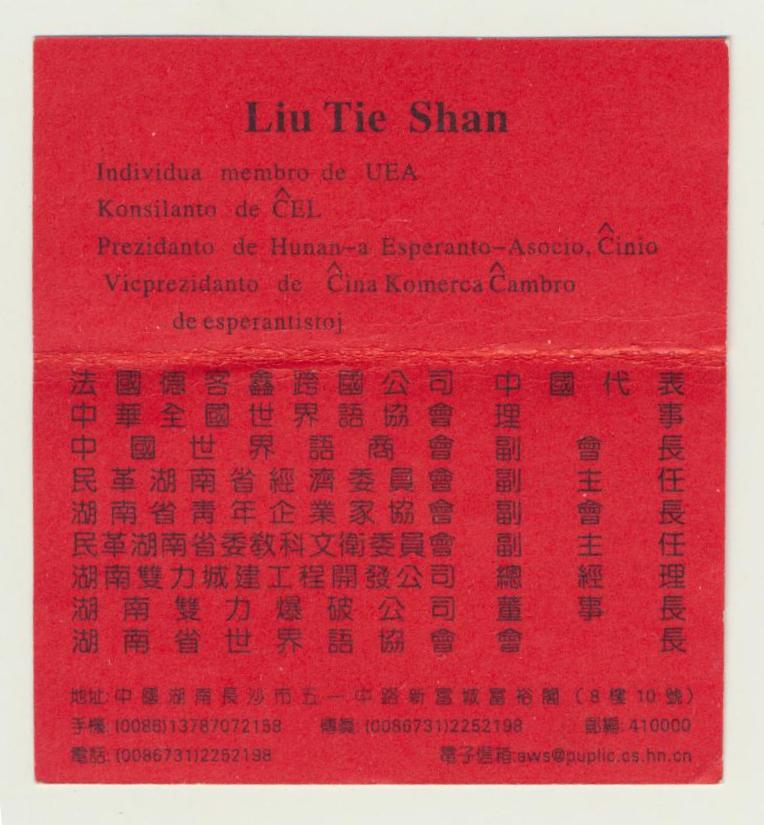 Liu Tie Shan
Individua membro de UEA
Konsilanto de ĈEL
Prezidanto de Hunan-a Esperanto-Asocio, Ĉinio
Vicprezidanto de Ĉina Komerca Ĉambro
de esperantistoj
法國德客鑫跨國公司 中國代表
中華全國世界語協會 理事
中國世界語商會 副會長
民革湖南省經濟委員會 副主任
湖南省青年企業家協會 副會長
民革湖南省委教科文衛委員會 副主任
湖南雙力城建工程開發公司 總經理
湖南雙力爆破公司 董事長
湖南省世界語協會 會長
地址:中國湖南長沙市五一中路新富城富裕閣(8樓10號)
手機:(0086)13787072158 傳真:(0086731)2252198 郵編:410000
電話:(0086731)2252198 電子信箱:aws@puplic.cs.hn.cn